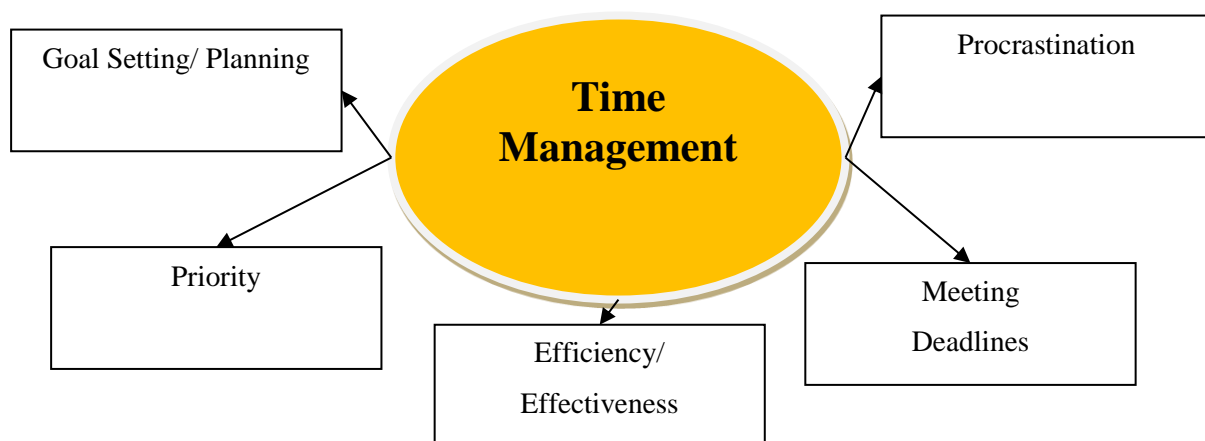 Goal Setting/ Planning
Time
Management
Procrastination
Priority
Meeting
Deadlines
Efficiency/
Effectiveness